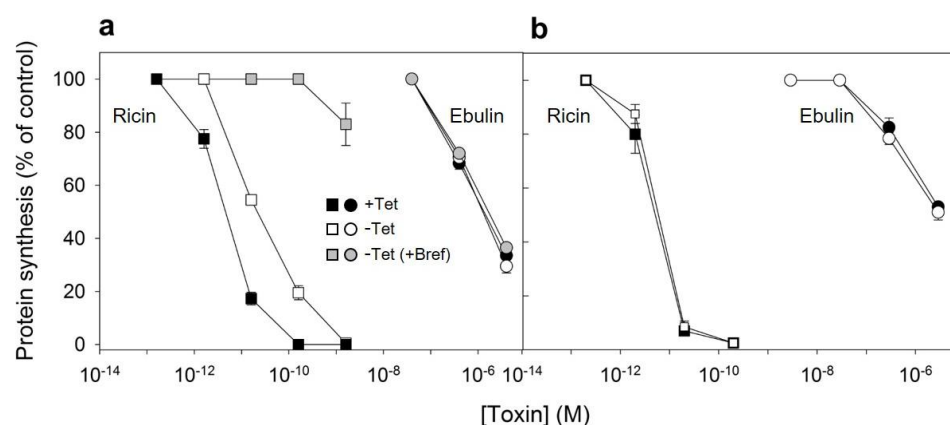 a
b
Protein synthesis (% of control)
100
80
60
40
20
0
Ricin
Ebulin
+Tet
-Tet
-Tet (+Bref)
Ricin
Ebulin
10-14
10-12
10-10
10-8
10-6
10-14
10-12
10-10
10-8
10-6
[Toxin] (M)